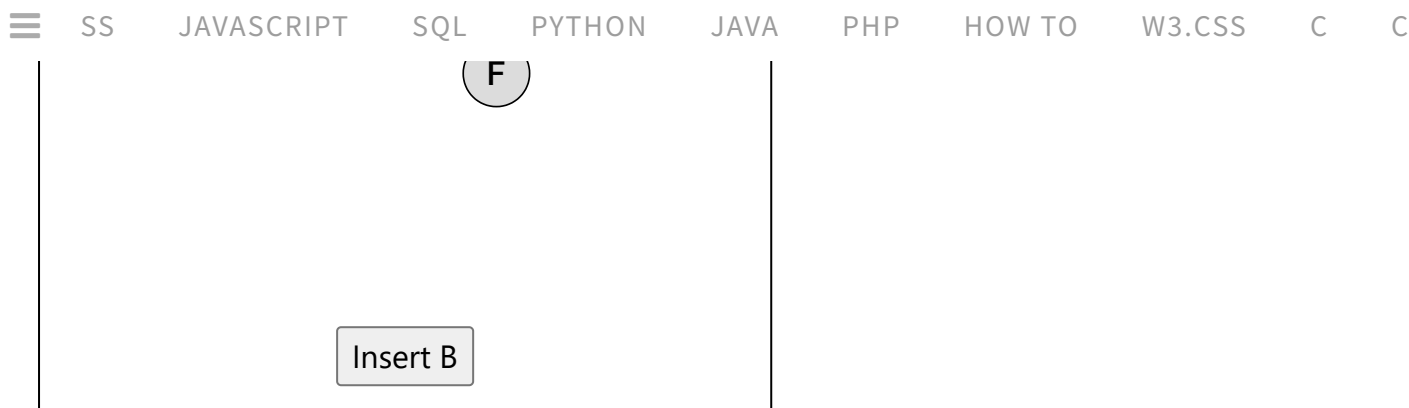 SS JAVASCRIPT SQL PYTHON JAVA PHP HOW TO W3.CSS C C
F
Insert B